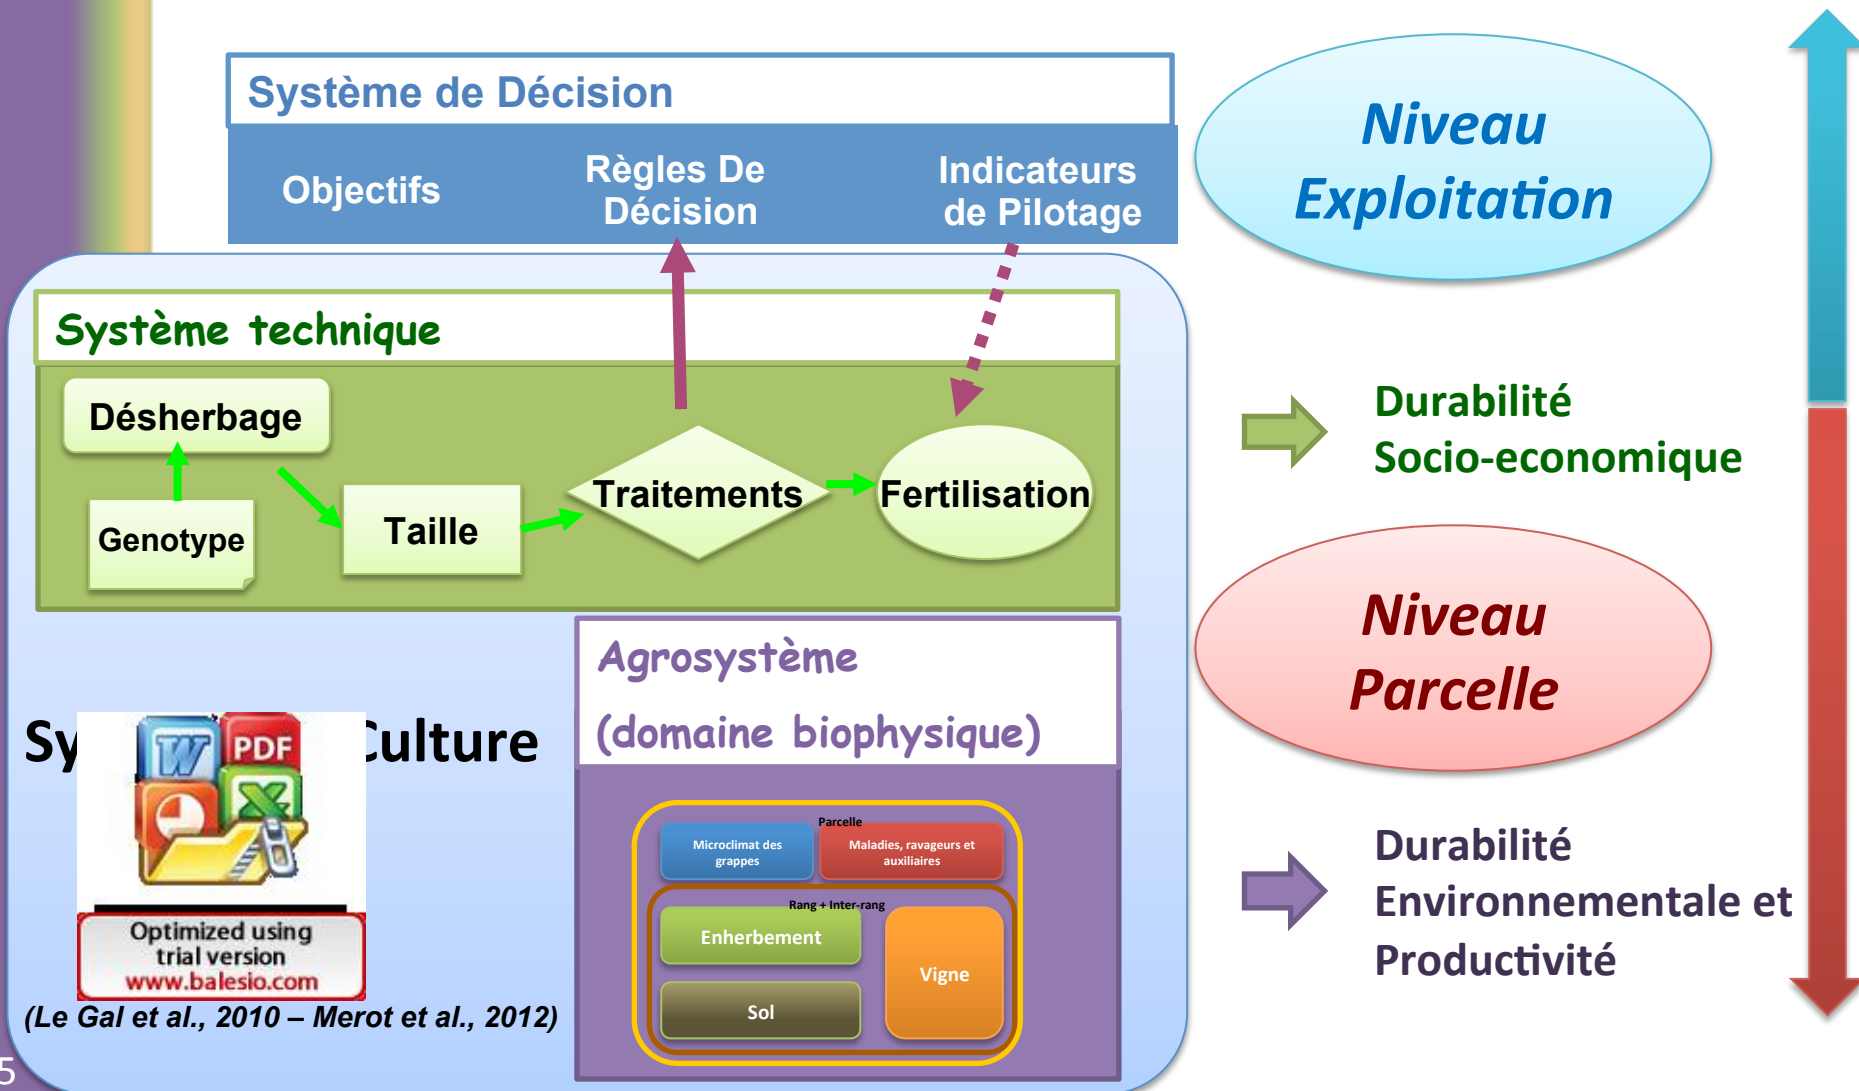 Système de Décision
Objectifs
Règles De
Décision
Indicateurs
de Pilotage
Niveau
Exploitation
Système technique
Désherbage
Genotype
Taille
Traitements
Fertilisation
Durabilité
Socio-economique
Niveau
Parcelle
Agrosystème
(domaine biophysique)
Sy
Culture
W
PDF
X
Optimized using
trial version
www.balesio.com
(Le Gal et al., 2010 – Merot et al., 2012)
Parcelle
Microclimat des
grappes
Maladies, ravageurs et
auxiliaires
Rang + Inter-rang
Enherbement
Vigne
Sol
Durabilité
Environnementale et
Productivité
5